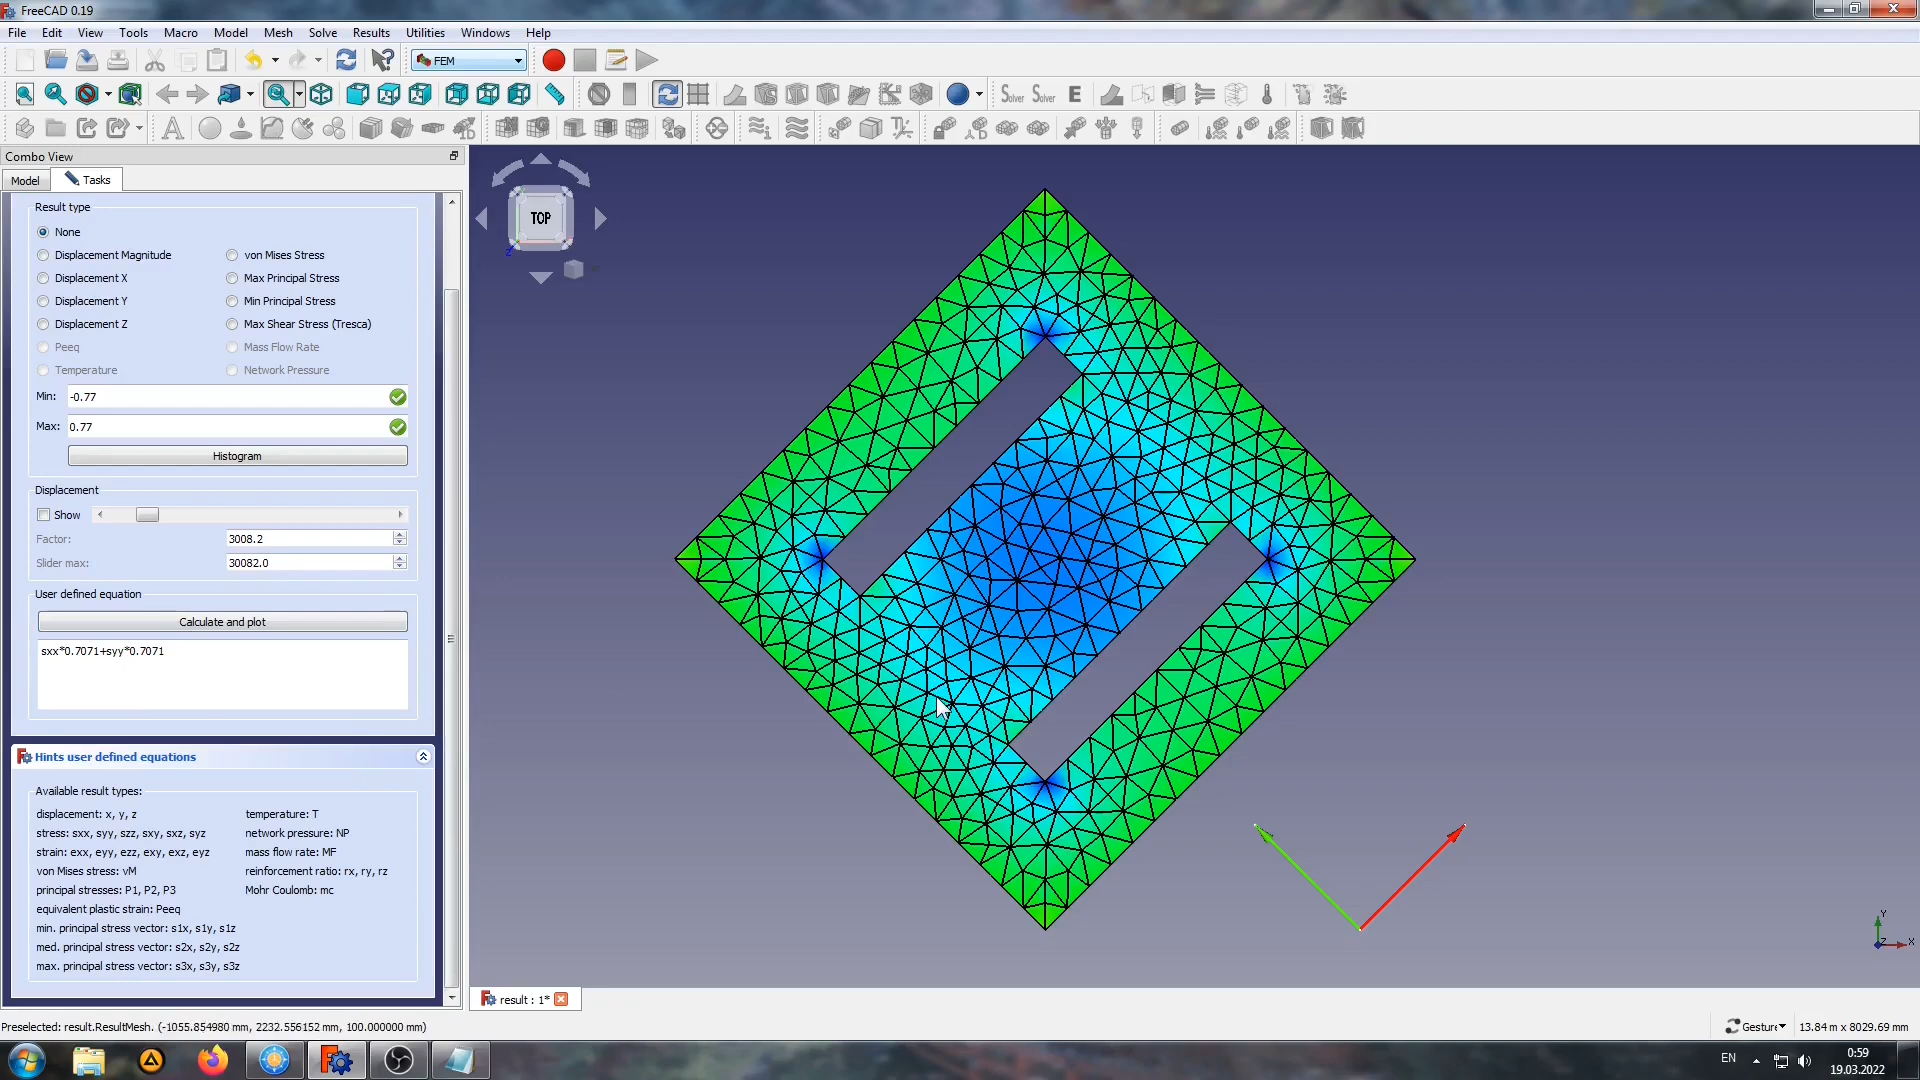 FreeCAD 0.19
File Edit View Tools Macro Model Mesh Solve Results Utilities Windows Help
FEM
Solver Solver E
Combo View
Model Tasks
Result type
None
Displacement Magnitude von Mises Stress
Displacement X Max Principal Stress
Displacement Y Min Principal Stress
Displacement Z Max Shear Stress (Tresca)
Peeq Mass Flow Rate
Temperature Network Pressure
Min: -0.77
Max: 0.77
Histogram
Displacement
Show
Factor: 3008.2
Slider max: 30082.0
User defined equation
Calculate and plot
sxx*0.7071+syy*0.7071
Hints user defined equations
Available result types:
displacement: x, y, z temperature: T
stress: sxx, syy, szz, sxy, sxz, syz network pressure: NP
strain: exx, eyy, ezz, exy, exz, eyz mass flow rate: MF
von Mises stress: vM reinforcement ratio: rx, ry, rz
principal stresses: P1, P2, P3 Mohr Coulomb: mc
equivalent plastic strain: Peeq
min. principal stress vector: s1x, s1y, s1z
med. principal stress vector: s2x, s2y, s2z
max. principal stress vector: s3x, s3y, s3z
TOP
Z
Y
Z X
result : 1*
Preselected: result.ResultMesh. (-1055.854980 mm, 2232.556152 mm, 100.000000 mm)
Gesture 13.84 m x 8029.69 mm
EN
0:59
19.03.2022